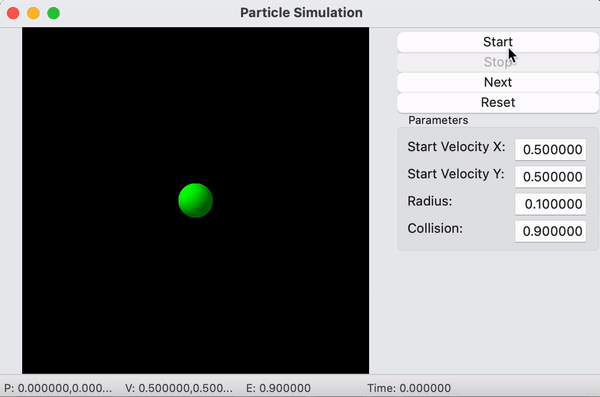 Particle Simulation
Start
Stop
Next
Reset
Parameters
Start Velocity X: 0.500000
Start Velocity Y: 0.500000
Radius: 0.100000
Collision: 0.900000
P: 0.000000,0.000... V: 0.500000,0.500... E: 0.900000 Time: 0.000000